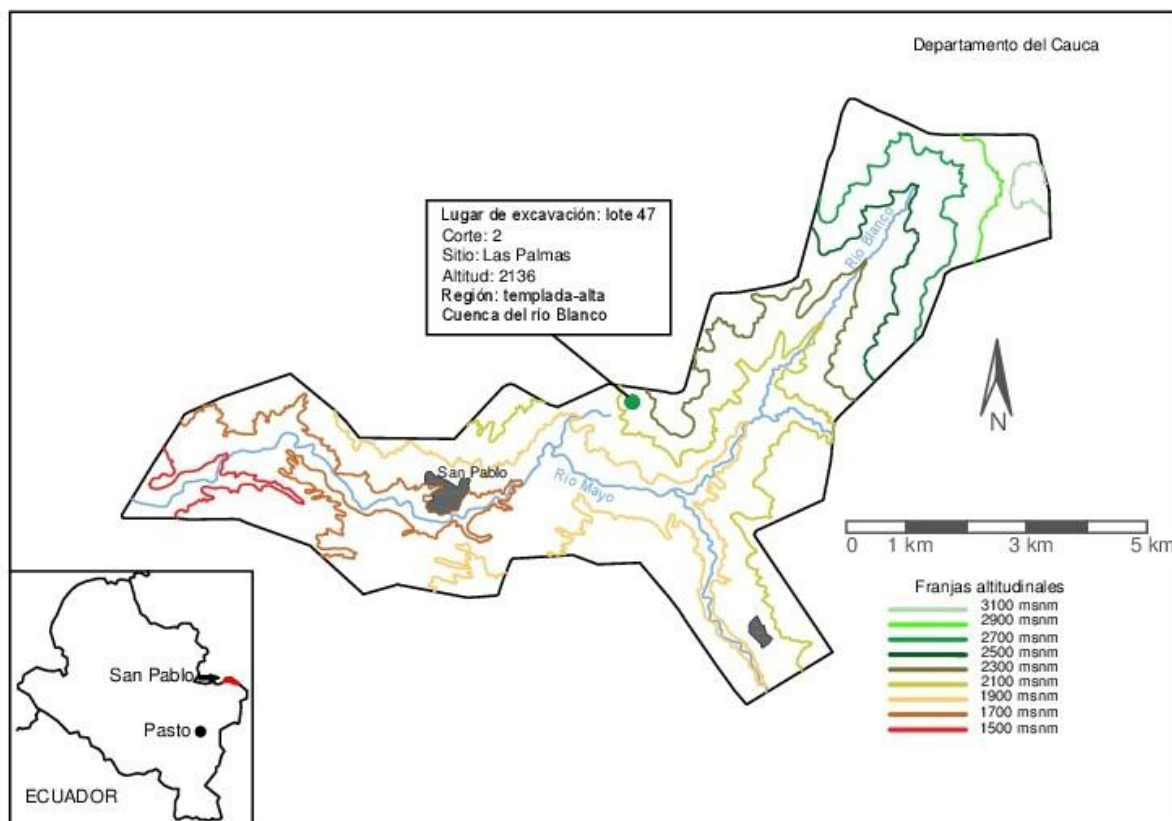 Departamento del Cauca
Lugar de excavación: lote 47
Corte: 2
Sitio: Las Palmas
Altitud: 2136
Región: templada-alta
Cuenca del río Blanco
Río Blanco
San Pablo
Río Mayo
N
0 1 km 3 km 5 km
Franjas altitudinales
3100 msnm
2900 msnm
2700 msnm
2500 msnm
2300 msnm
2100 msnm
1900 msnm
1700 msnm
1500 msnm
San Pablo
Pasto
ECUADOR